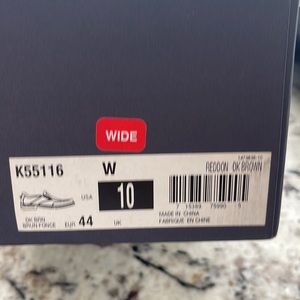 WIDE
K55116 W REDDON DK BROWN
USA 10
DK BRN
BRUN FONCE EUR 44 UK
MADE IN CHINA
FABRIQUE EN CHINE